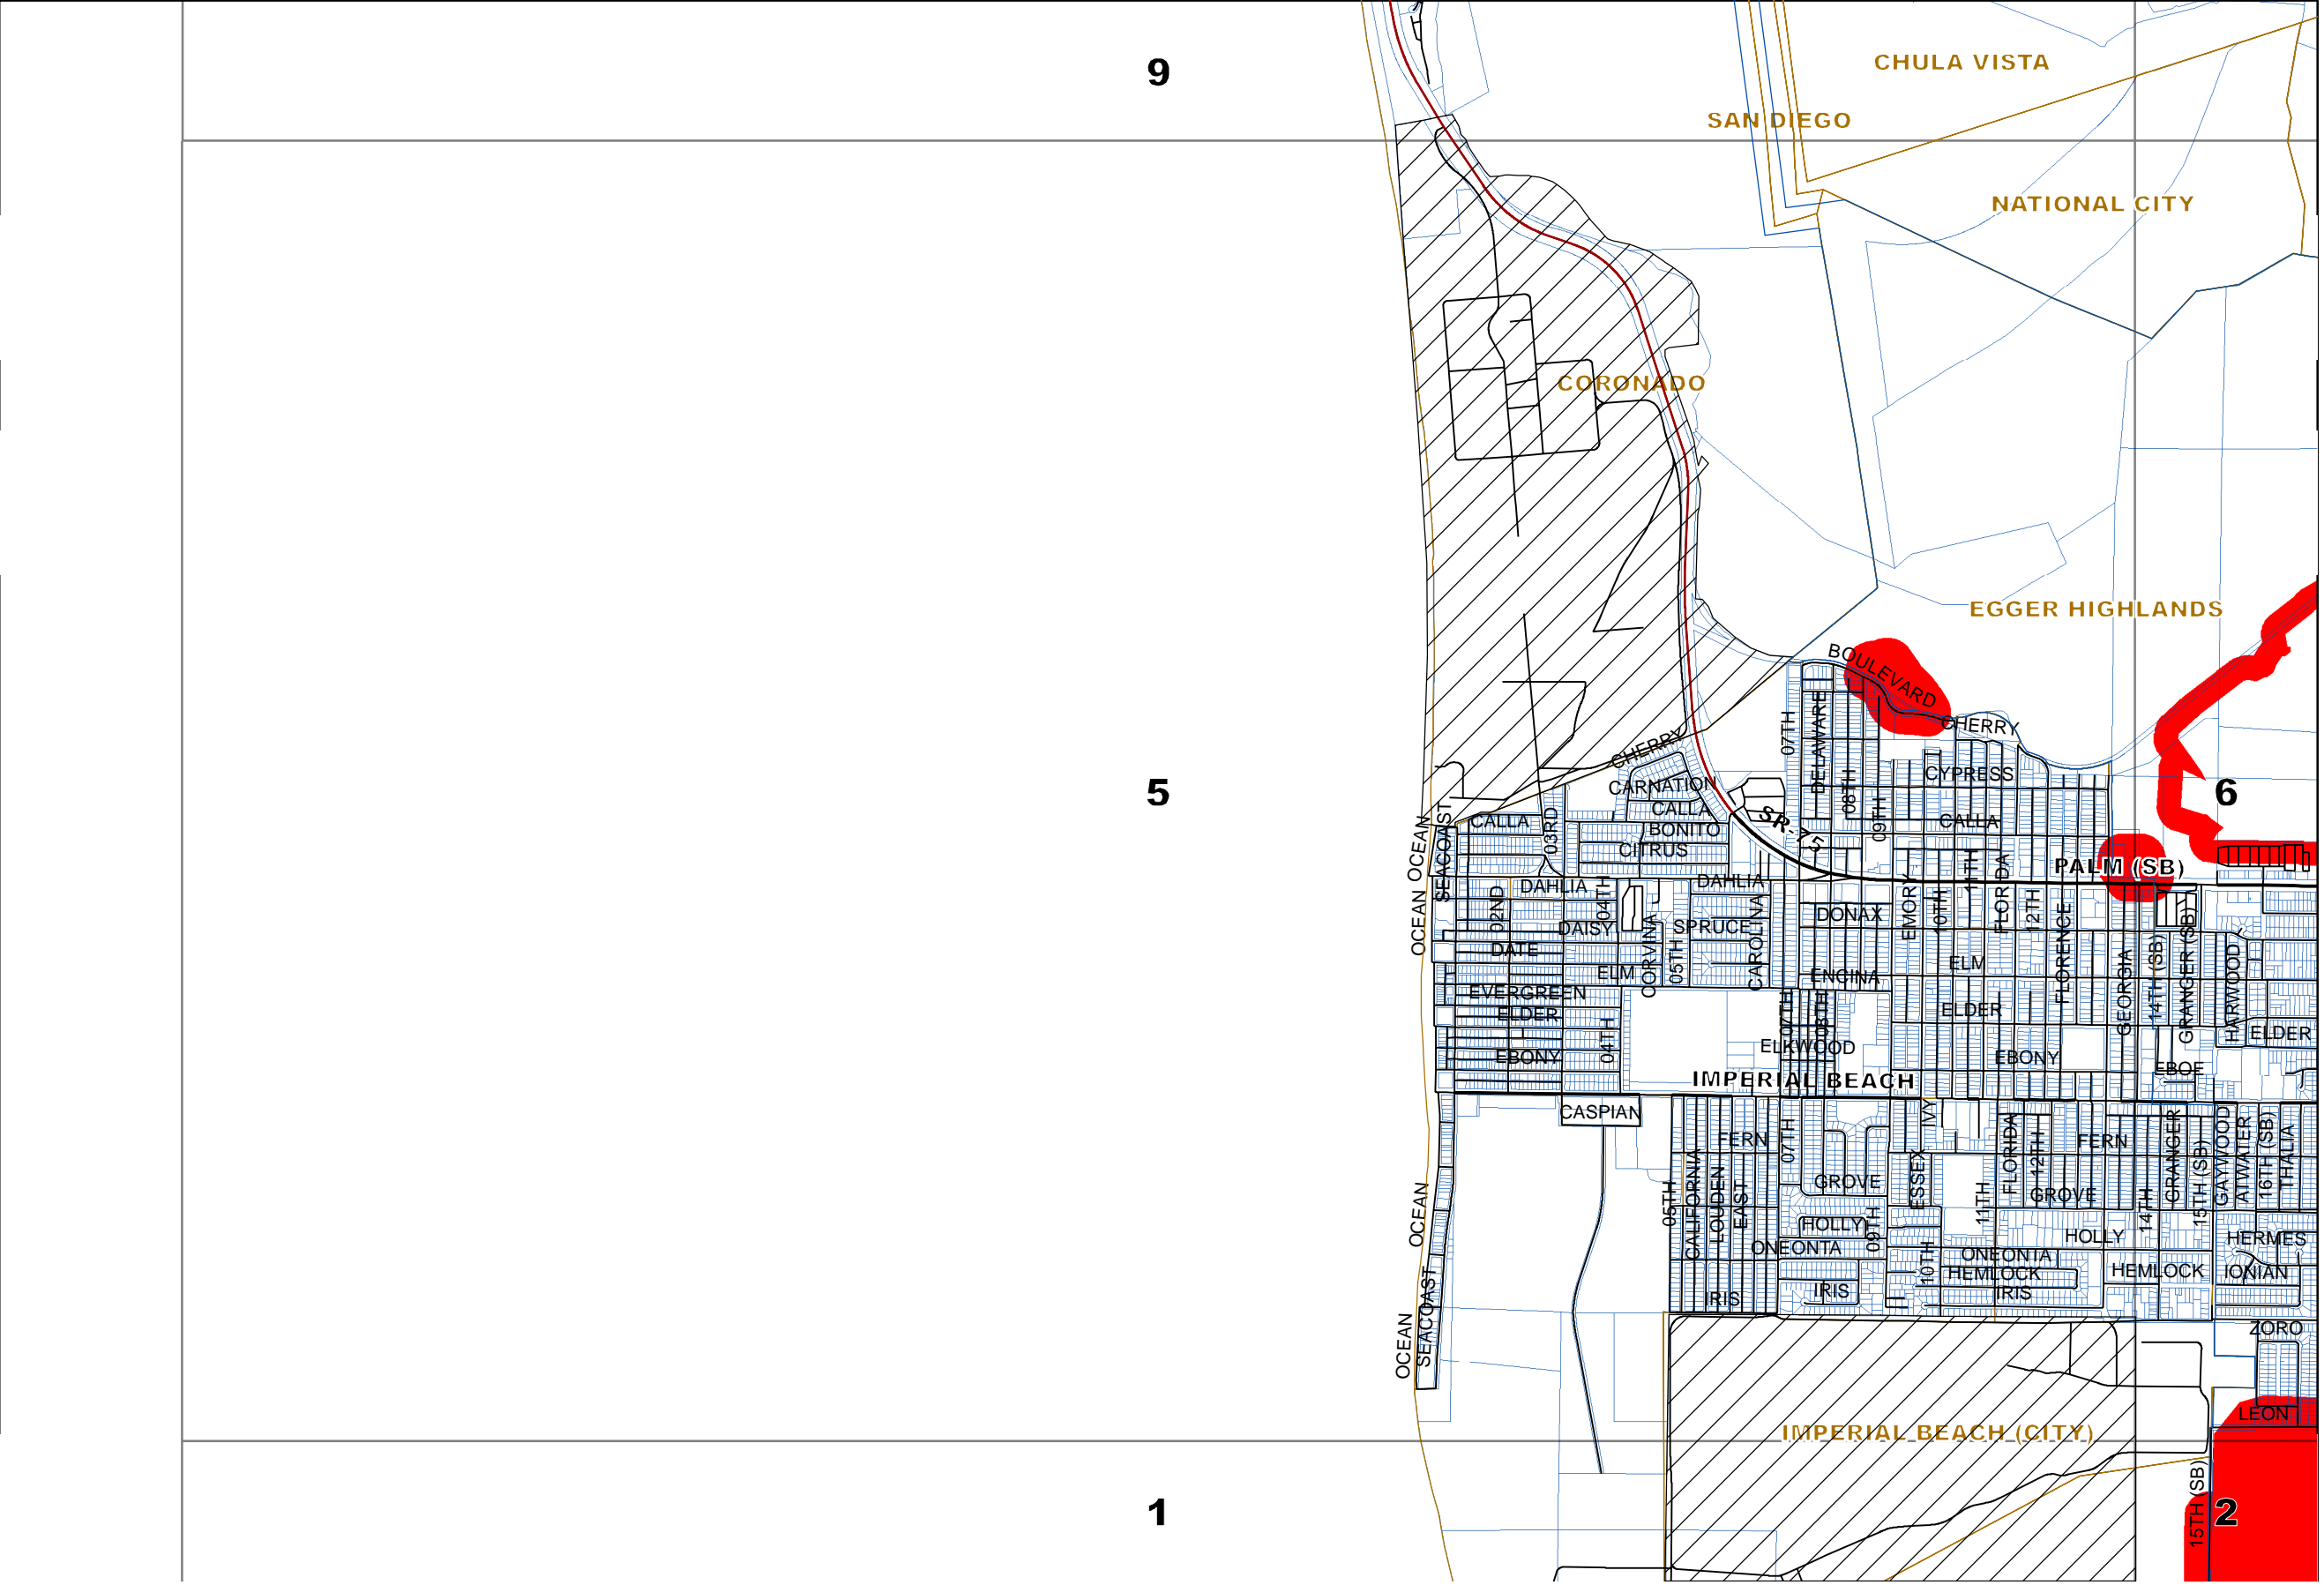 9
CHULA VISTA
SAN DIEGO
NATIONAL CITY
CORONADO
EGGER HIGHLANDS
BOULEVARD
CHERRY
CHERRY
07TH
DELAWARE
08TH
09TH
CYPRESS
CARNATION
CALLA
BONITO
CITRUS
CALLA
03RD
SR-75
CALLA
5
6
OCEAN
OCEAN
SEACOAST
PALM (SB)
DAHLIA
DAHLIA
02ND
04TH
DAISY
DATE
CORVINA
05TH
SPRUCE
CAROLINA
DONAX
EMORY
10TH
11TH
FLORIDA
12TH
FLORENCE
GEORGIA
14TH (SB)
GRANGER (SB)
HARWOOD
ELM
ENCINA
ELM
EVERGREEN
ELDER
EBONY
04TH
07TH
08TH
ELKWOOD
ELDER
EBONY
ELDER
EBOE
IMPERIAL BEACH
CASPIAN
FERN
07TH
IVY
FLORIDA
12TH
FERN
GRANGER
15TH (SB)
GAYWOOD
ATWATER
16TH (SB)
THALIA
05TH
CALIFORNIA
LOUDEN
EAST
GROVE
ESSEX
11TH
GROVE
14TH
OCEAN
HOLLY
09TH
HOLLY
HERMES
ONEONTA
10TH
ONEONTA
HEMLOCK
HEMLOCK
IONIAN
IRIS
IRIS
IRIS
SEACOAST
OCEAN
ZORO
LEON
IMPERIAL BEACH (CITY)
15TH (SB)
1
2